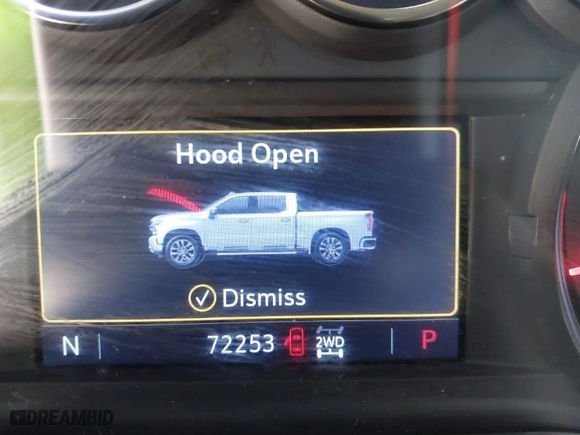 Hood Open
Dismiss
N 72253 2WD P
DREAMBID